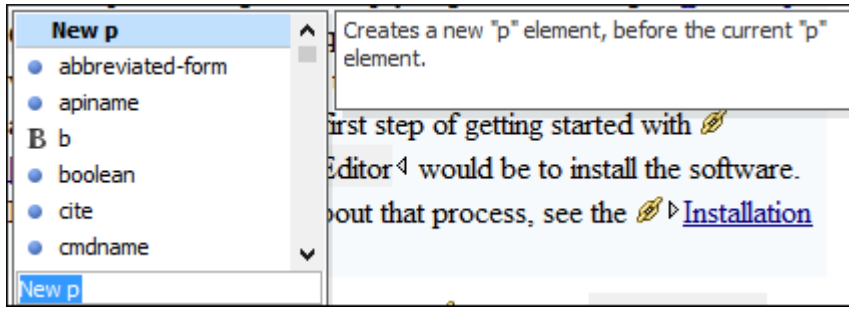 New p
abbreviated-form
apiname
b
boolean
cite
cmdname
New p
Creates a new "p" element, before the current "p"
element.
first step of getting started with
Editor would be to install the software.
out that process, see the Installation